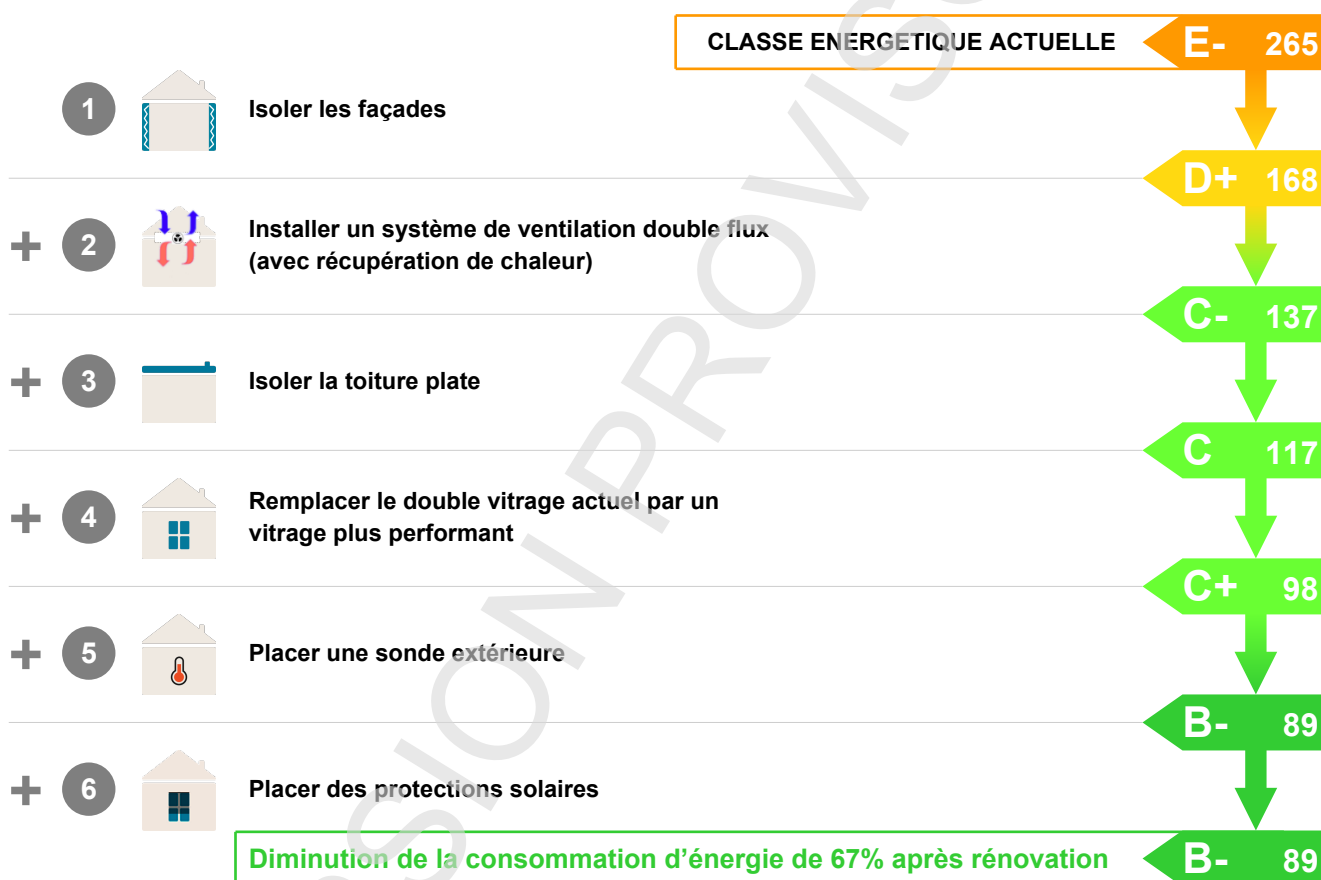 CLASSE ENERGETIQUE ACTUELLE E- 265
1 Isoler les façades
D+ 168
+ 2 Installer un système de ventilation double flux
(avec récupération de chaleur)
C- 137
+ 3 Isoler la toiture plate
C 117
+ 4 Remplacer le double vitrage actuel par un
vitrage plus performant
C+ 98
+ 5 Placer une sonde extérieure
B- 89
+ 6 Placer des protections solaires
Diminution de la consommation d’énergie de 67% après rénovation B- 89
SION PROVISO